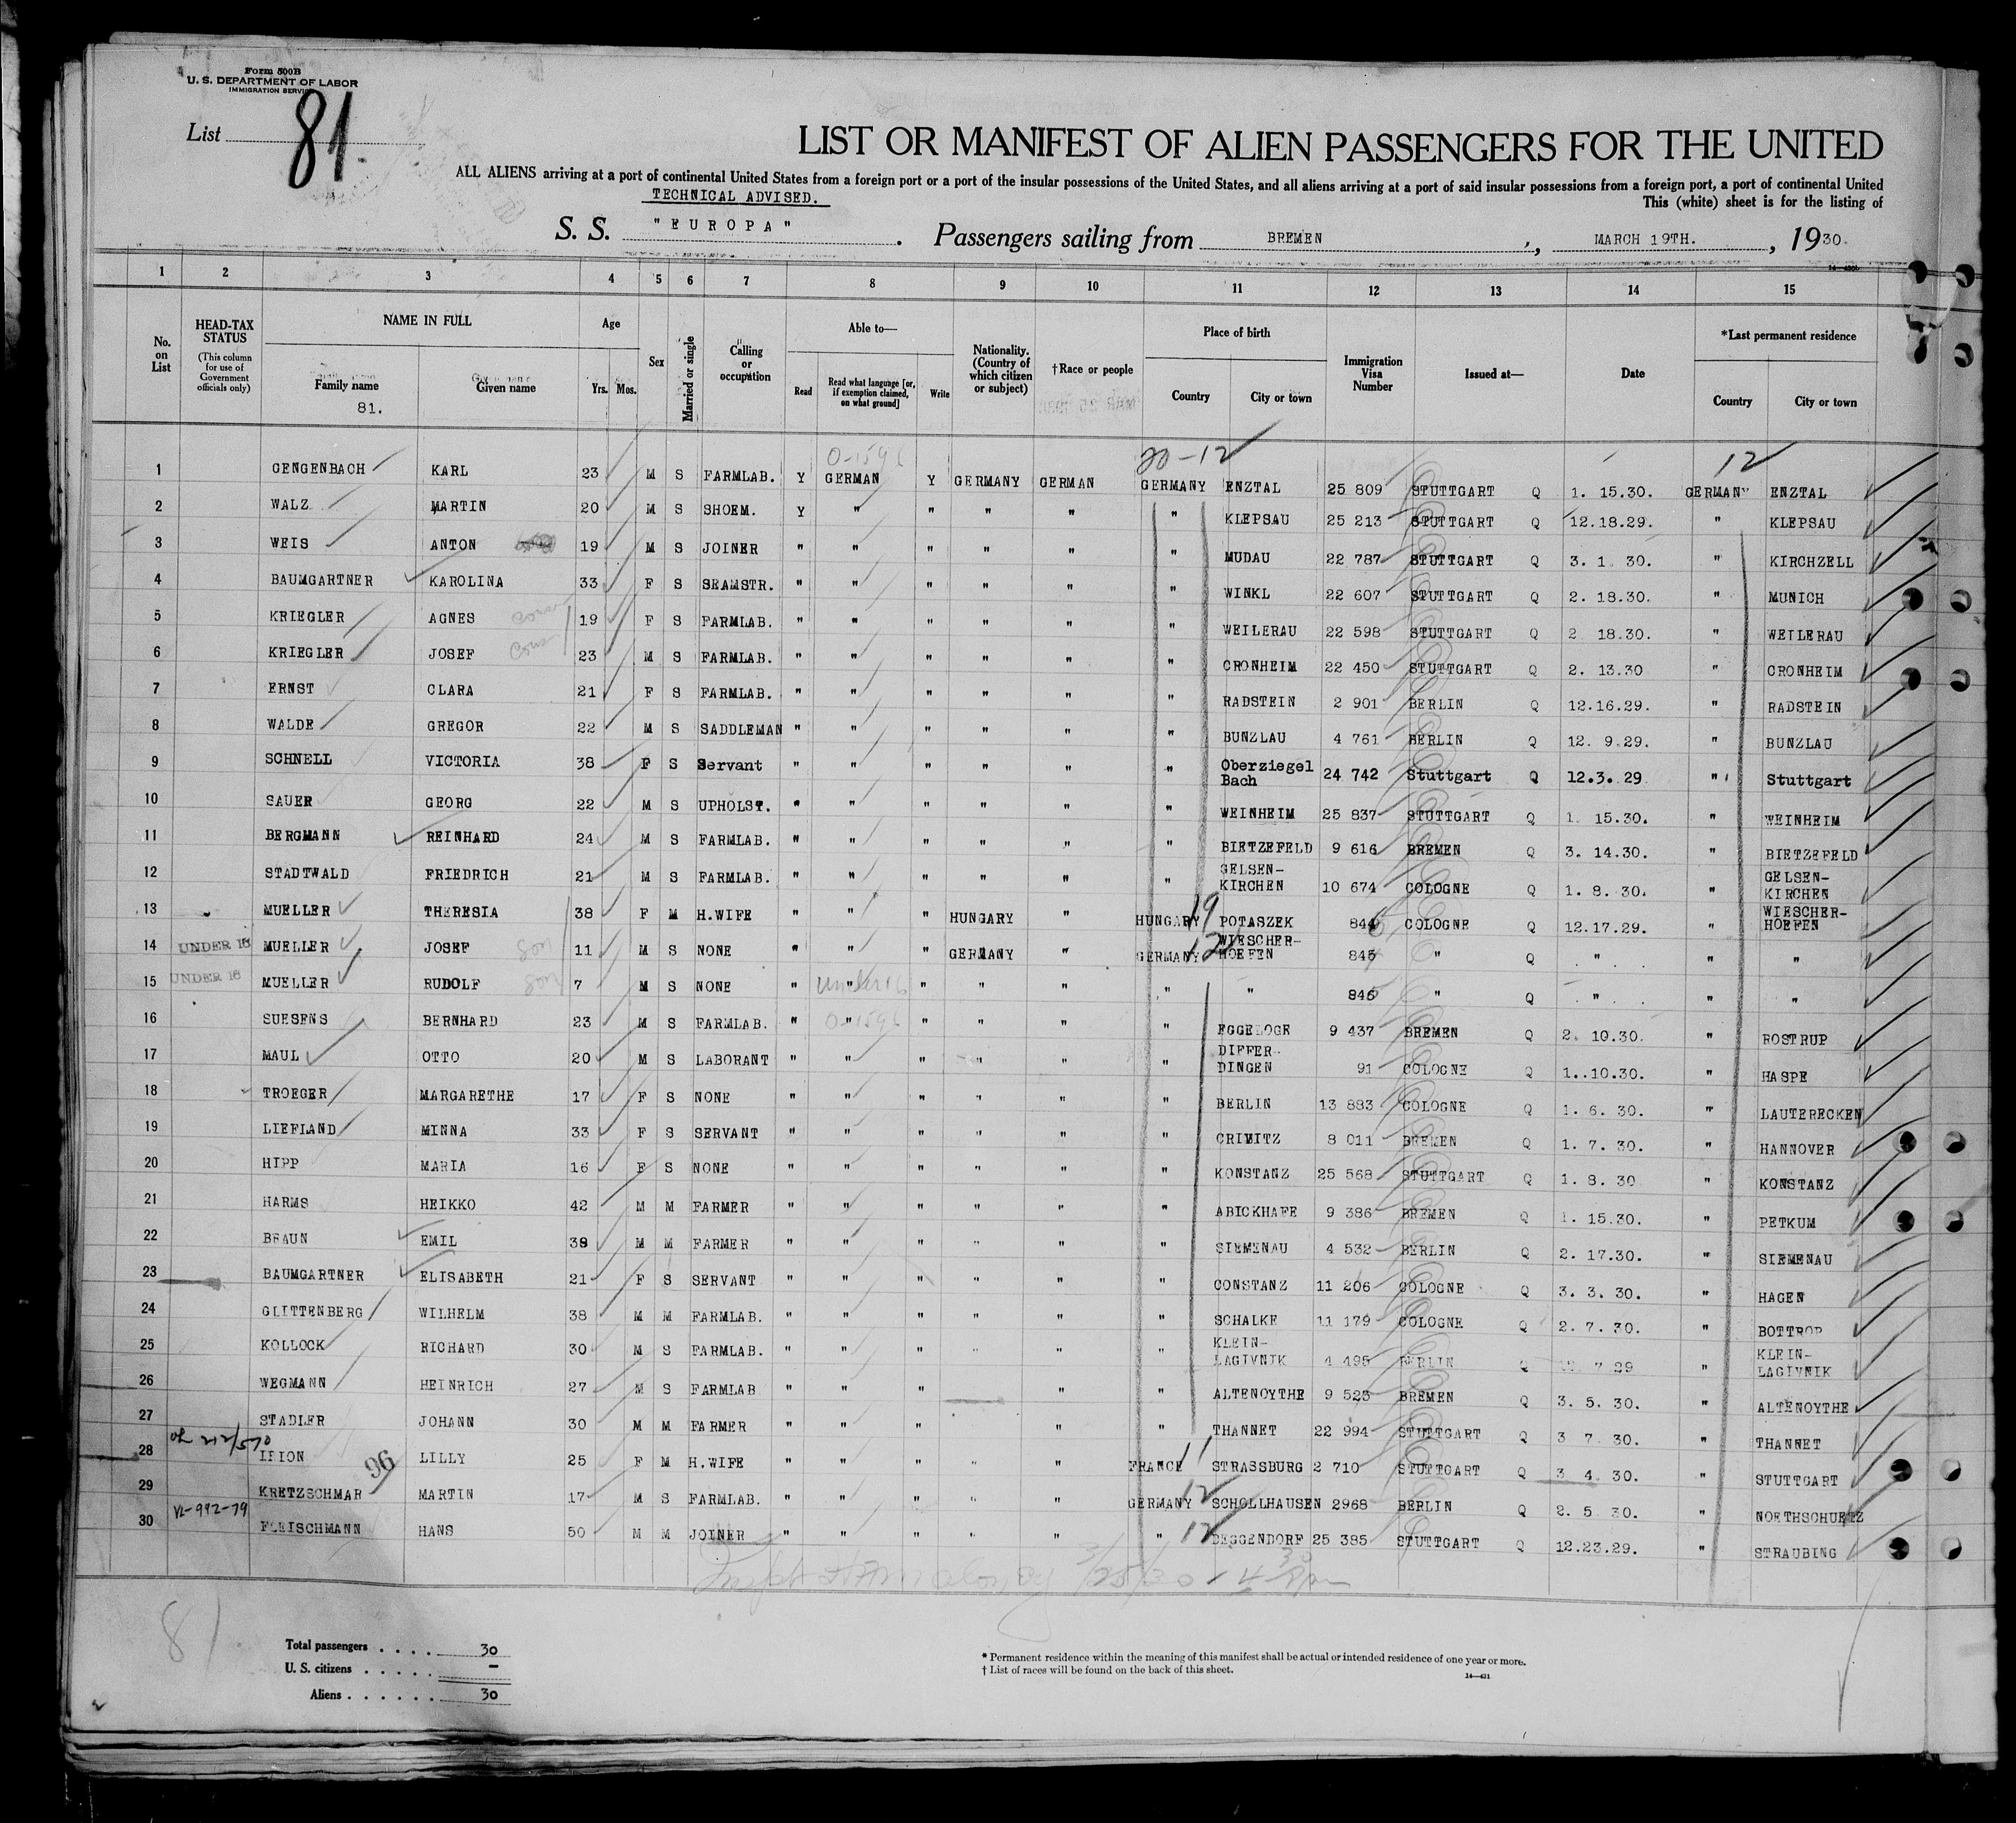 Form 500B
U. S. DEPARTMENT OF LABOR
IMMIGRATION SERVICE
List 81.
LIST OR MANIFEST OF ALIEN PASSENGERS FOR THE UNITED
ALL ALIENS arriving at a port of continental United States from a foreign port or a port of the insular possessions of the United States, and all aliens arriving at a port of said insular possessions from a foreign port, a port of continental United
TECHNICAL ADVISED. This (white) sheet is for the listing of
S. S. "EUROPA" . Passengers sailing from BREMEN , MARCH 19TH. , 1930.
1 2 3 4 5 6 7 8 9 10 11 12 13 14 15
No. on List
HEAD-TAX STATUS (This column for use of Government officials only)
NAME IN FULL
Family name
Given name
81.
Age
Yrs. Mos.
Sex
Married or single
Calling or occupation
Able to—
Read
Read what language [or, if exemption claimed, on what ground]
Write
Nationality. (Country of which citizen or subject)
†Race or people
Place of birth
Country
City or town
Immigration Visa Number
Issued at—
Date
*Last permanent residence
Country
City or town
20-12 12
1 GENGENBACH KARL 23 M S FARMLAB. Y GERMAN Y GERMANY GERMAN GERMANY ENZTAL 25 809 STUTTGART Q 1. 15.30. GERMANY ENZTAL
2 WALZ MARTIN 20 M S SHOEM. Y " " " " " KLEPSAU 25 213 STUTTGART Q 12.18.29. " KLEPSAU
3 WEIS ANTON 19 M S JOINER " " " " " " MUDAU 22 787 STUTTGART Q 3. 1. 30. " KIRCHZELL
4 BAUMGARTNER KAROLINA 33 F S SEAMSTR. " " " " " " WINKL 22 607 STUTTGART Q 2. 18.30. " MUNICH
5 KRIEGLER AGNES 19 F S FARMLAB. " " " " " " WEILERAU 22 598 STUTTGART Q 2 18.30. " WEILERAU
6 KRIEGLER JOSEF 23 M S FARMLAB. " " " " " " CRONHEIM 22 450 STUTTGART Q 2. 13.30 " CRONHEIM
7 ERNST CLARA 21 F S FARMLAB. " " " " " " RADSTEIN 2 901 BERLIN Q 12.16.29. " RADSTEIN
8 WALDE GREGOR 22 M S SADDLEMAN " " " " " " BUNZLAU 4 761 BERLIN Q 12. 9.29. " BUNZLAU
9 SCHNELL VICTORIA 38 F S Servant " " " " " " Oberziegel Bach 24 742 Stuttgart Q 12.3. 29 " Stuttgart
10 SAUER GEORG 22 M S UPHOLST. " " " " " " WEINHEIM 25 837 STUTTGART Q 1. 15.30. " WEINHEIM
11 BERGMANN REINHARD 24 M S FARMLAB. " " " " " " BIETZEFELD 9 616 BREMEN Q 3. 14.30. " BIETZEFELD
12 STADTWALD FRIEDRICH 21 M S FARMLAB. " " " " " " GELSEN-KIRCHEN 10 674 COLOGNE Q 1. 8. 30. " GELSEN-KIRCHEN
13 MUELLER THERESIA 38 F M H.WIFE " " " HUNGARY " HUNGARY 19 POTASZEK 844 COLOGNE 12.17.29. " WIESCHER-HOEFEN
14 UNDER 16 MUELLER JOSEF son 11 M S NONE " " " GERMANY " GERMANY 12 WIESCHER-HOEFEN 845 " Q " " "
15 UNDER 16 MUELLER RUDOLF son 7 M S NONE " under 16 " " " " " 846 " Q " " "
16 SUESENS BERNHARD 23 M S FARMLAB. " " " " " " EGGELOGE 9 437 BREMEN Q 2. 10.30. " ROSTRUP
17 MAUL OTTO 20 M S LABORANT " " " " " " DIFFER-DINGEN 91 COLOGNE Q 1..10.30. " HASPE
18 TROEGER MARGARETHE 17 F S NONE " " " " " " BERLIN 13 883 COLOGNE Q 1. 6. 30. " LAUTERECKEN
19 LIEFLAND MINNA 33 F S SERVANT " " " " " " CRIVITZ 8 011 BREMEN Q 1. 7. 30. " HANNOVER
20 HIPP MARIA 16 F S NONE " " " " " " KONSTANZ 25 568 STUTTGART Q 1. 8. 30 " KONSTANZ
21 HARMS HEIKKO 42 M M FARMER " " " " " " ABICKHAFE 9 386 BREMEN Q 1. 15.30. " PETKUM
22 BRAUN EMIL 38 M M FARMER " " " " " " SIEMENAU 4 532 BERLIN Q 2. 17.30. " SIEMENAU
23 BAUMGARTNER ELISABETH 21 F S SERVANT " " " " " " CONSTANZ 11 206 COLOGNE Q 3. 3. 30. " HAGEN
24 GLITTENBERG WILHELM 38 M M FARMLAB. " " " " " " SCHALKE 11 179 COLOGNE Q 2. 7. 30. " BOTTROP
25 KOLLOCK RICHARD 30 M S FARMLAB. " " " " " " KLEIN-LAGIVNIK 4 495 BERLIN Q 7 29 " KLEIN-LAGIVNIK
26 WEGMANN HEINRICH 27 M S FARMLAB " " " " " ALTENOYTHE 9 525 BREMEN Q 3. 5. 30. " ALTENOYTHE
27 STADLER JOHANN 30 M M FARMER " " " " " " THANNET 22 994 STUTTGART Q 3 7. 30. " THANNET
28 IRION 96 LILLY 25 F M H.WIFE " " " " " FRANCE 11 STRASSBURG 2 710 STUTTGART Q 3 4. 30. " STUTTGART
29 KRETZSCHMAR MARTIN 17 M S FARMLAB. " " " " " GERMANY 12 SCHOLLHAUSEN 2968 BERLIN Q 2. 5. 30. " NORTHSCHUETZ
30 FLEISCHMANN HANS 50 M M JOINER " " " " " " 12 DEGGENDORF 25 385 STUTTGART Q 12.23.29. " STRAUBING
81
Total passengers . . . . 30
U. S. citizens . . . . . –
Aliens . . . . . . 30
* Permanent residence within the meaning of this manifest shall be actual or intended residence of one year or more.
† List of races will be found on the back of this sheet.